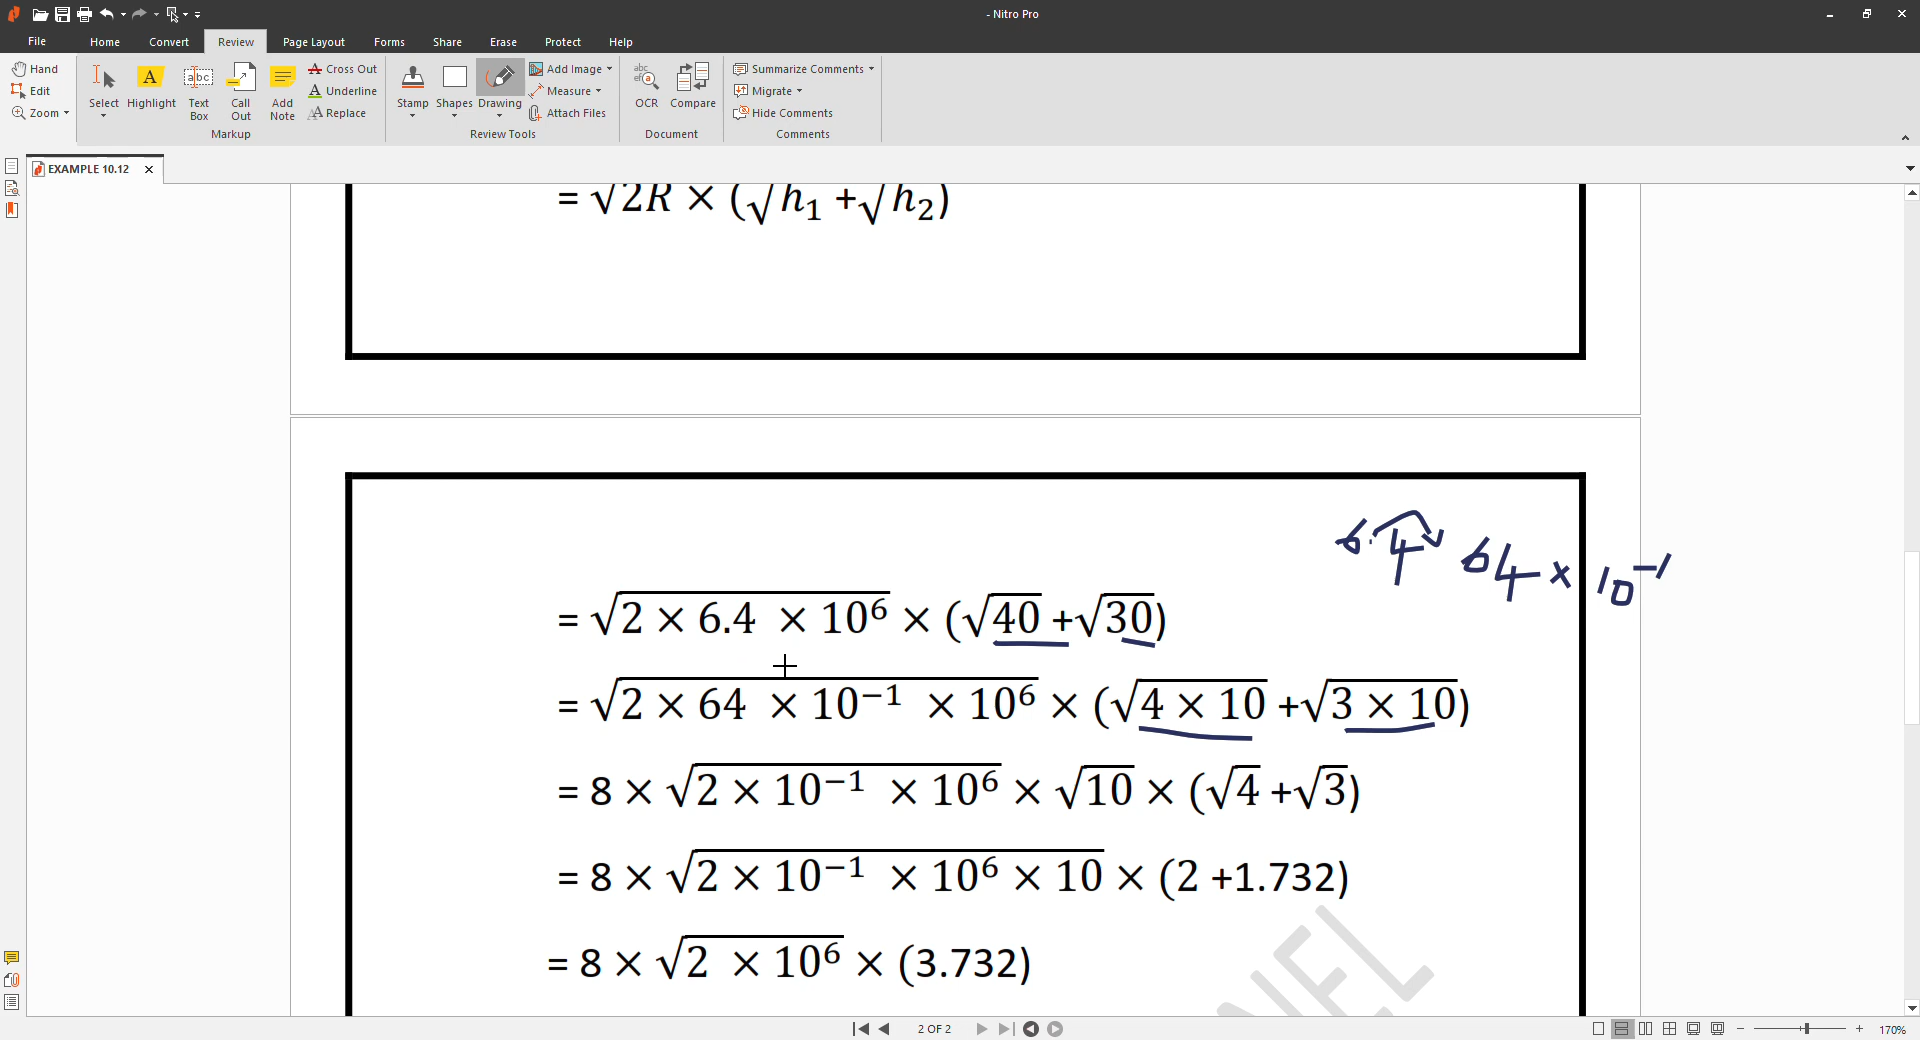 - Nitro Pro
File Home Convert Review Page Layout Forms Share Erase Protect Help
Hand
Edit
Zoom
Select
Highlight
Text Box
Call Out
Add Note
Cross Out
Underline
Replace
Markup
Stamp
Shapes
Drawing
Add Image
Measure
Attach Files
Review Tools
OCR
Compare
Document
Summarize Comments
Migrate
Hide Comments
Comments
EXAMPLE 10.12
= √2R × (√h₁ +√h₂)
6.4 64 × 10⁻¹
= √2 × 6.4 × 10⁶ × (√40 +√30)
= √2 × 64 × 10⁻¹ × 10⁶ × (√4 × 10 +√3 × 10)
= 8 × √2 × 10⁻¹ × 10⁶ × √10 × (√4 +√3)
= 8 × √2 × 10⁻¹ × 10⁶ × 10 × (2 +1.732)
= 8 × √2 × 10⁶ × (3.732)
NEL
2 OF 2
170%